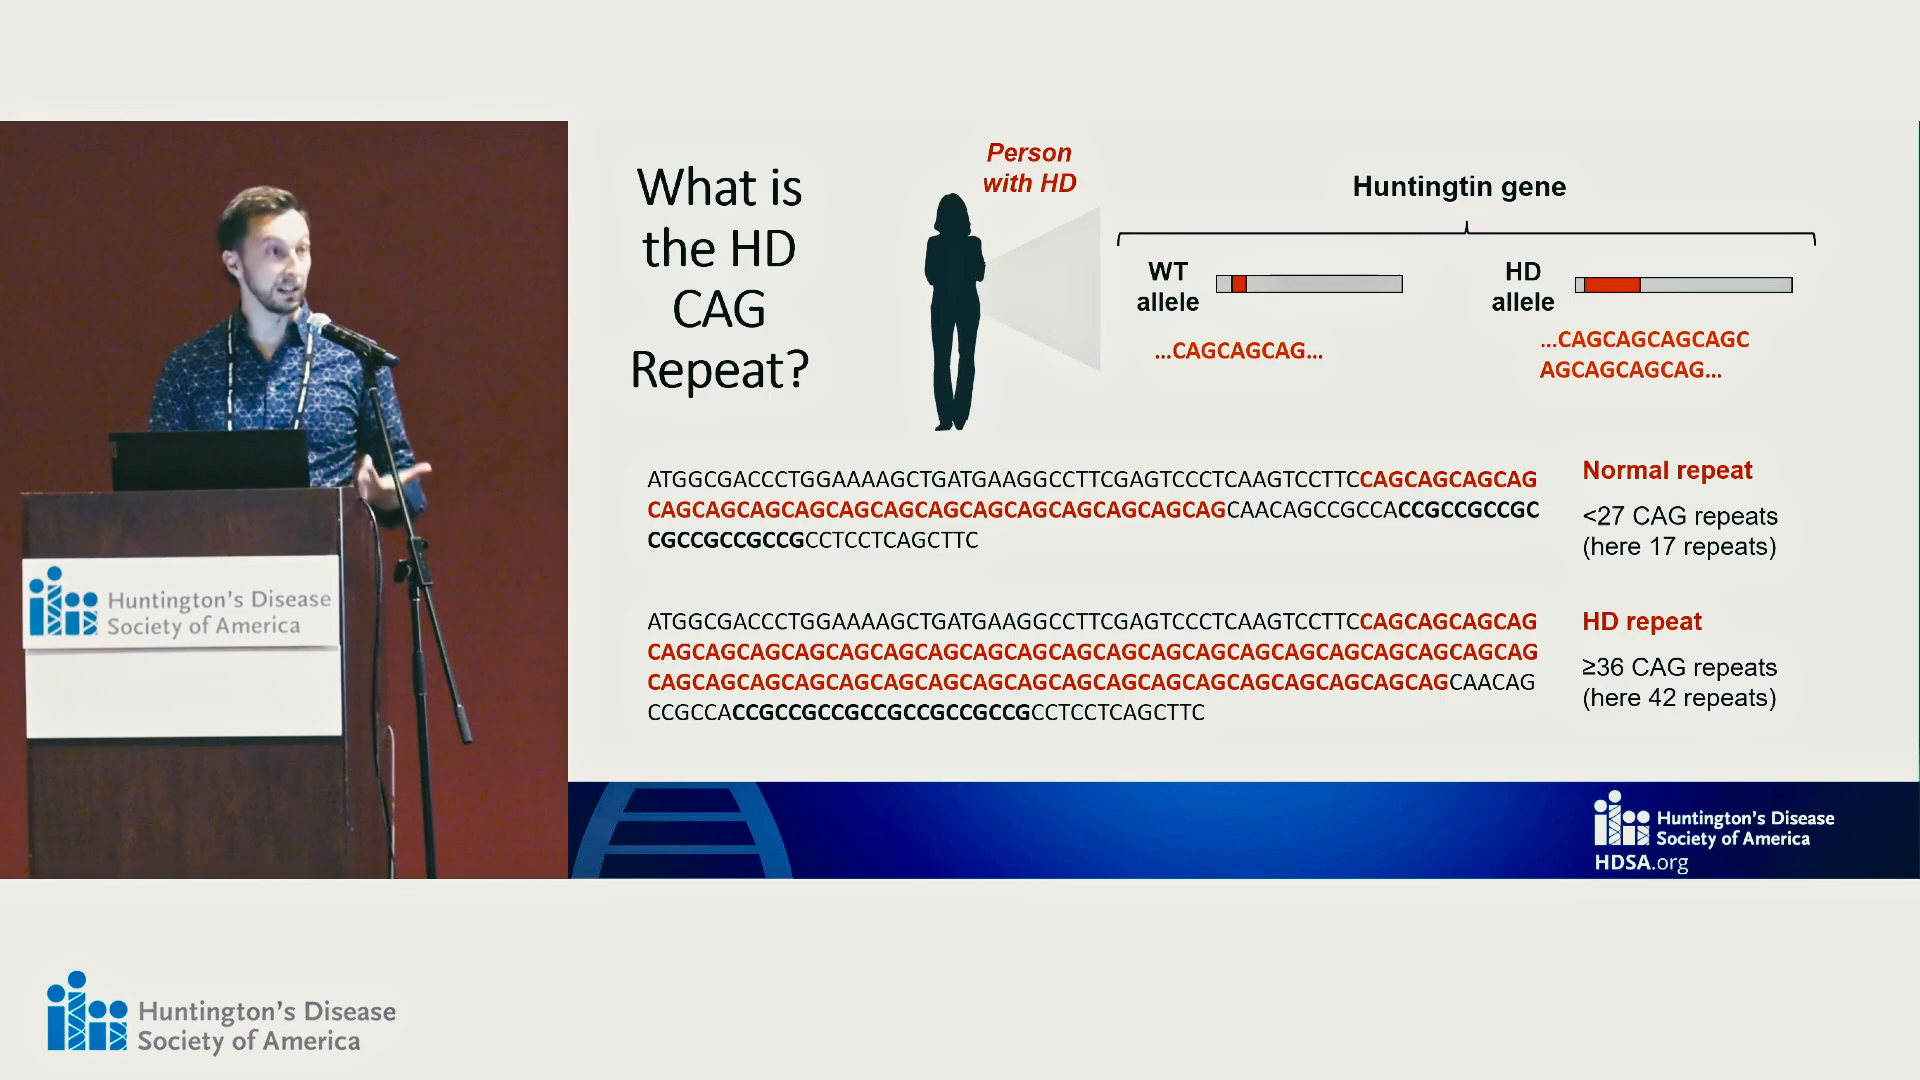 What is
the HD
CAG
Repeat?
Person
with HD
Huntingtin gene
WT
allele
HD
allele
...CAGCAGCAG...
...CAGCAGCAGCAGC
AGCAGCAGCAG...
ATGGCGACCCTGGAAAAGCTGATGAAGGCCTTCGAGTCCCTCAAGTCCTTCCAGCAGCAGCAG
CAGCAGCAGCAGCAGCAGCAGCAGCAGCAGCAGCAGCAGCAACAGCCGCCACCGCCGCCGC
CGCCGCCGCCGCCTCCTCAGCTTC
Normal repeat
<27 CAG repeats
(here 17 repeats)
ATGGCGACCCTGGAAAAGCTGATGAAGGCCTTCGAGTCCCTCAAGTCCTTCCAGCAGCAGCAG
CAGCAGCAGCAGCAGCAGCAGCAGCAGCAGCAGCAGCAGCAGCAGCAGCAGCAGCAGCAG
CAGCAGCAGCAGCAGCAGCAGCAGCAGCAGCAGCAGCAGCAGCAGCAGCAGCAGCAACAG
CCGCCACCGCCGCCGCCGCCGCCGCCGCCTCCTCAGCTTC
HD repeat
≥36 CAG repeats
(here 42 repeats)
Huntington's Disease
Society of America
Huntington's Disease
Society of America
HDSA.org
Huntington's Disease
Society of America